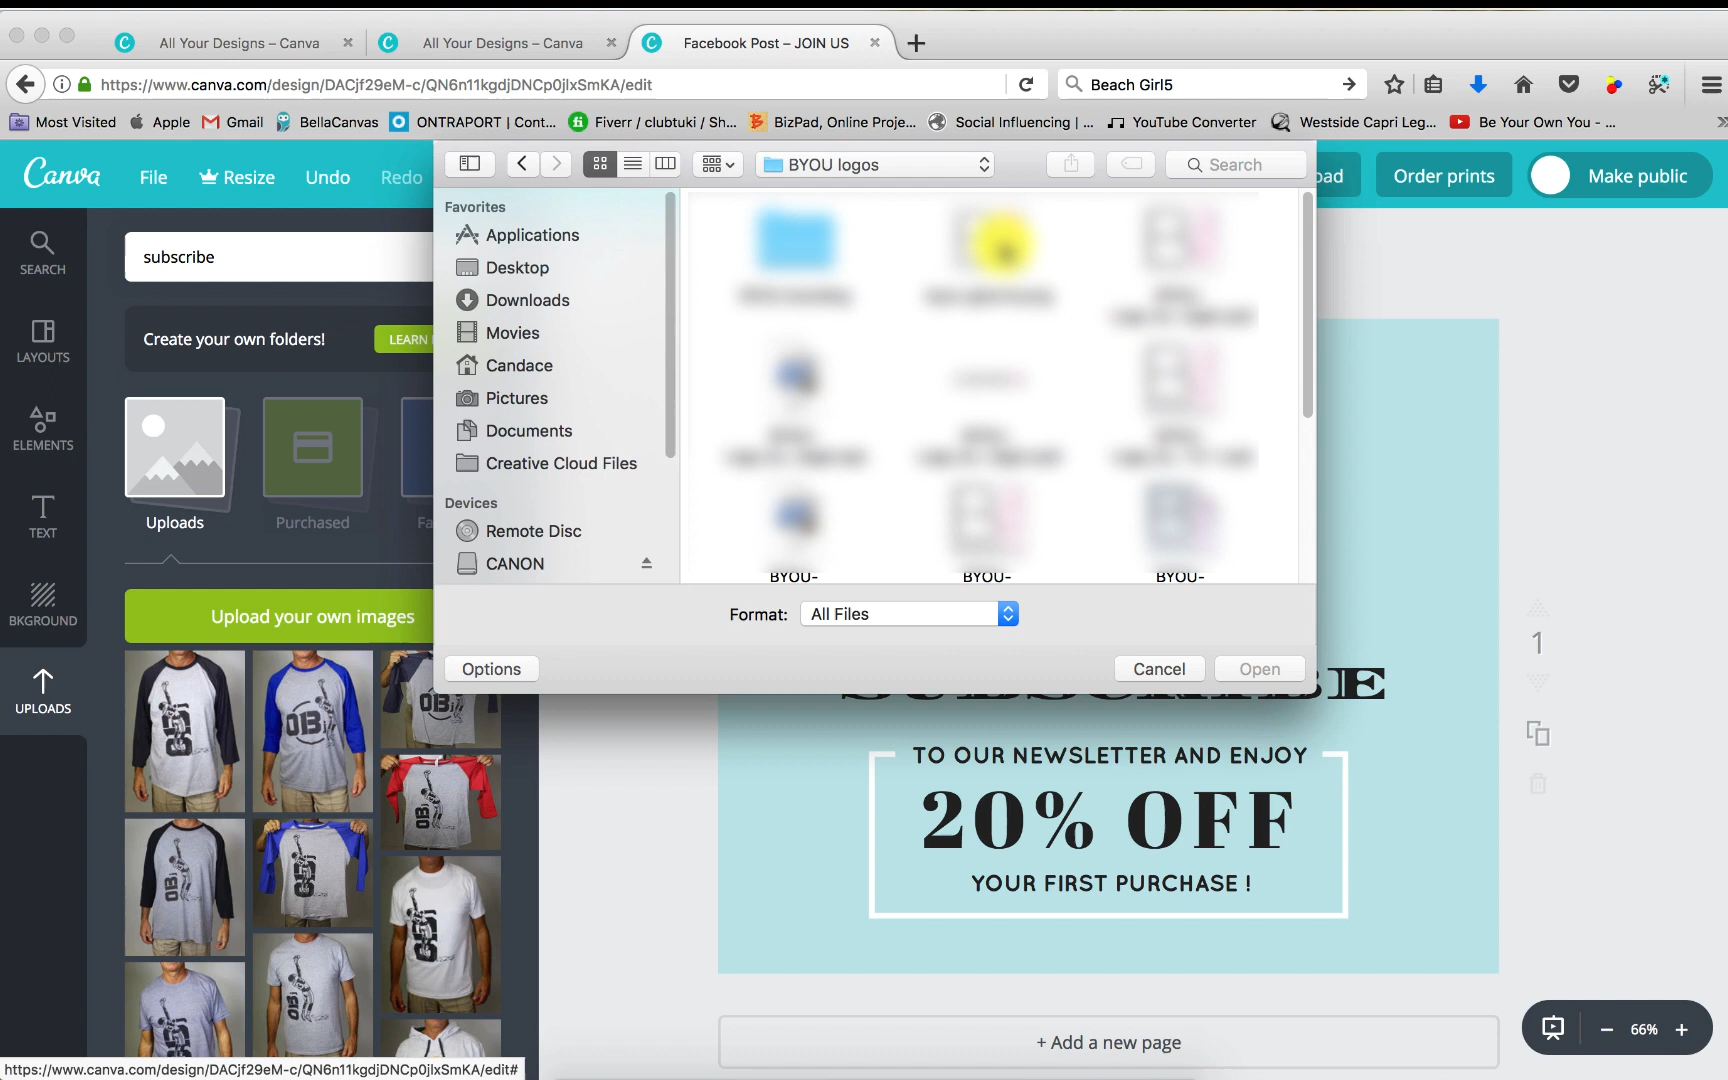 All Your Designs – Canva
All Your Designs – Canva
Facebook Post – JOIN US
https://www.canva.com/design/DACjf29eM-c/QN6n11kgdjDNCp0jlxSmKA/edit
Beach Girl5
Most Visited
Apple
Gmail
BellaCanvas
ONTRAPORT | Cont...
Fiverr / clubtuki / Sh...
BizPad, Online Proje...
Social Influencing | ...
YouTube Converter
Westside Capri Leg...
Be Your Own You - ...
Canva
File
Resize
Undo
Redo
BYOU logos
Search
oad
Order prints
Make public
SEARCH
LAYOUTS
ELEMENTS
TEXT
BKGROUND
UPLOADS
subscribe
Create your own folders!
LEARN
Uploads
Purchased
Fa
Upload your own images
Favorites
Applications
Desktop
Downloads
Movies
Candace
Pictures
Documents
Creative Cloud Files
Devices
Remote Disc
CANON
BYOU-
BYOU-
BYOU-
Format:
All Files
Options
Cancel
Open
SUBSCRIBE
TO OUR NEWSLETTER AND ENJOY
20% OFF
YOUR FIRST PURCHASE !
1
+ Add a new page
66%
https://www.canva.com/design/DACjf29eM-c/QN6n11kgdjDNCp0jlxSmKA/edit#